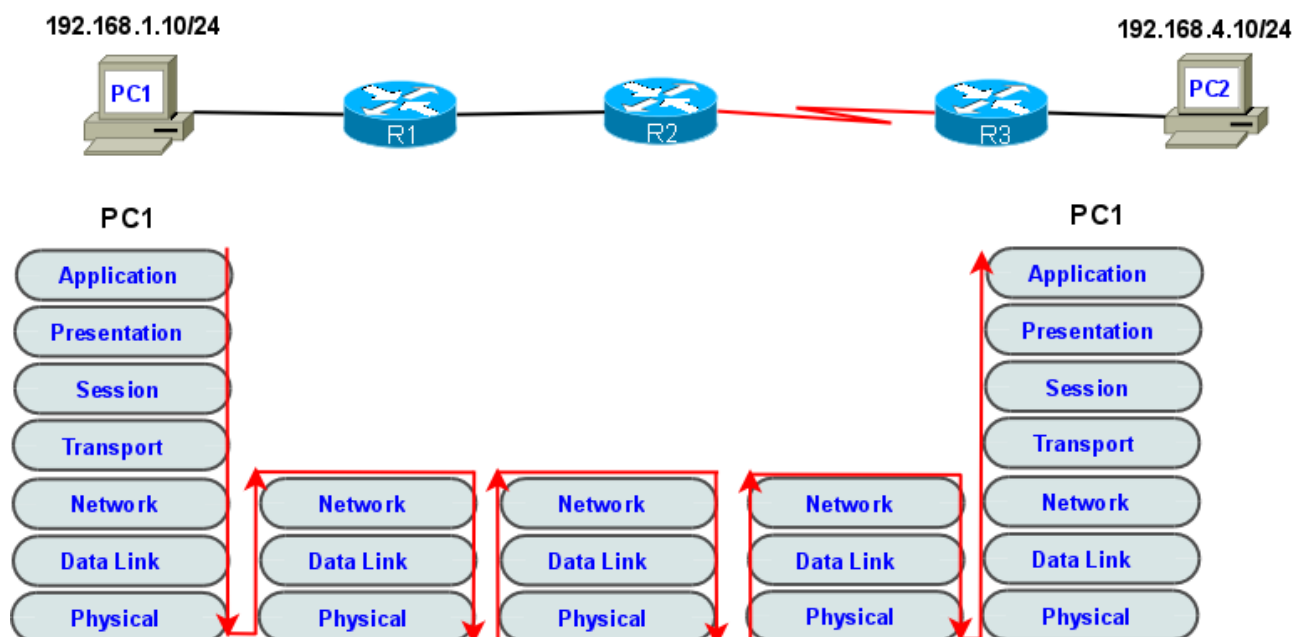 192.168.1.10/24
192.168.4.10/24
PC1
R1
R2
R3
PC2
PC1
PC1
Application
Application
Presentation
Presentation
Session
Session
Transport
Transport
Network
Network
Network
Network
Network
Data Link
Data Link
Data Link
Data Link
Data Link
Physical
Physical
Physical
Physical
Physical